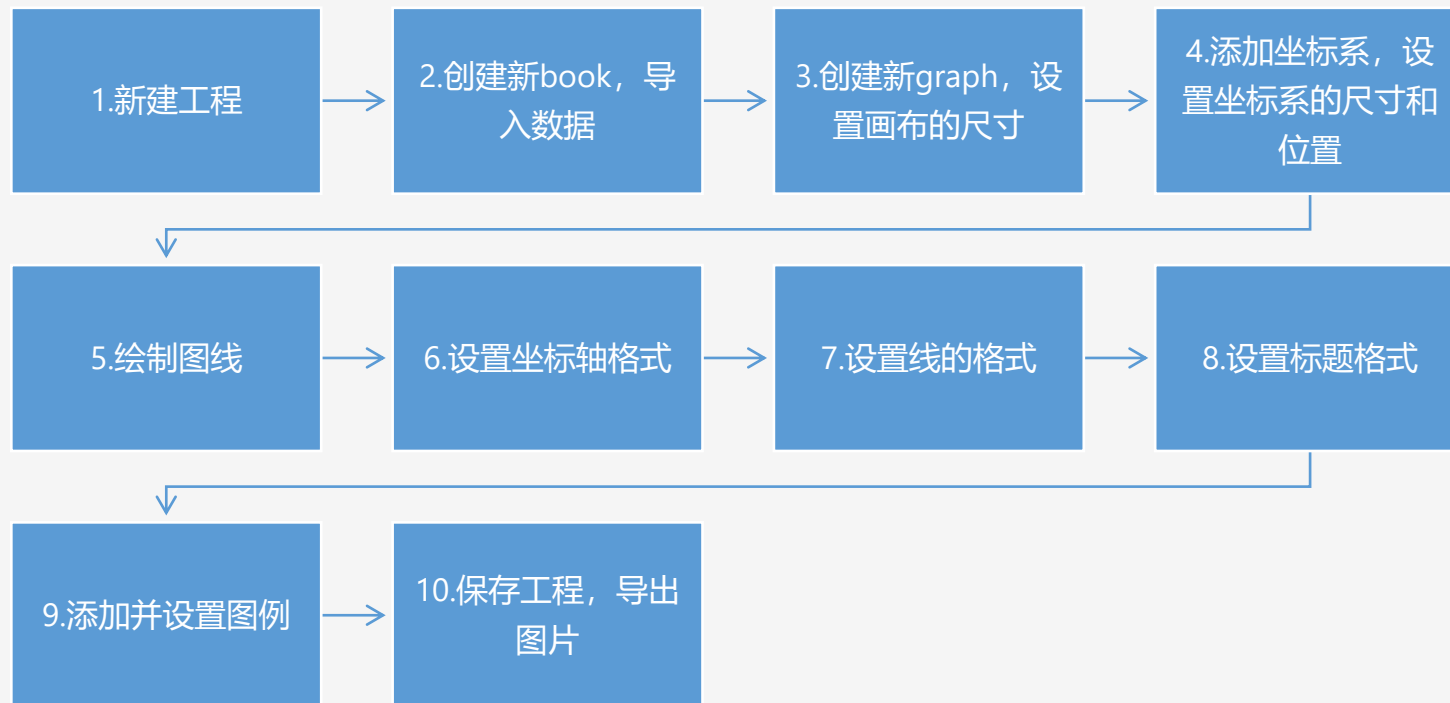 1.新建工程
2.创建新book，导
入数据
3.创建新graph，设
置画布的尺寸
4.添加坐标系，设
置坐标系的尺寸和
位置
5.绘制图线
6.设置坐标轴格式
7.设置线的格式
8.设置标题格式
9.添加并设置图例
10.保存工程，导出
图片